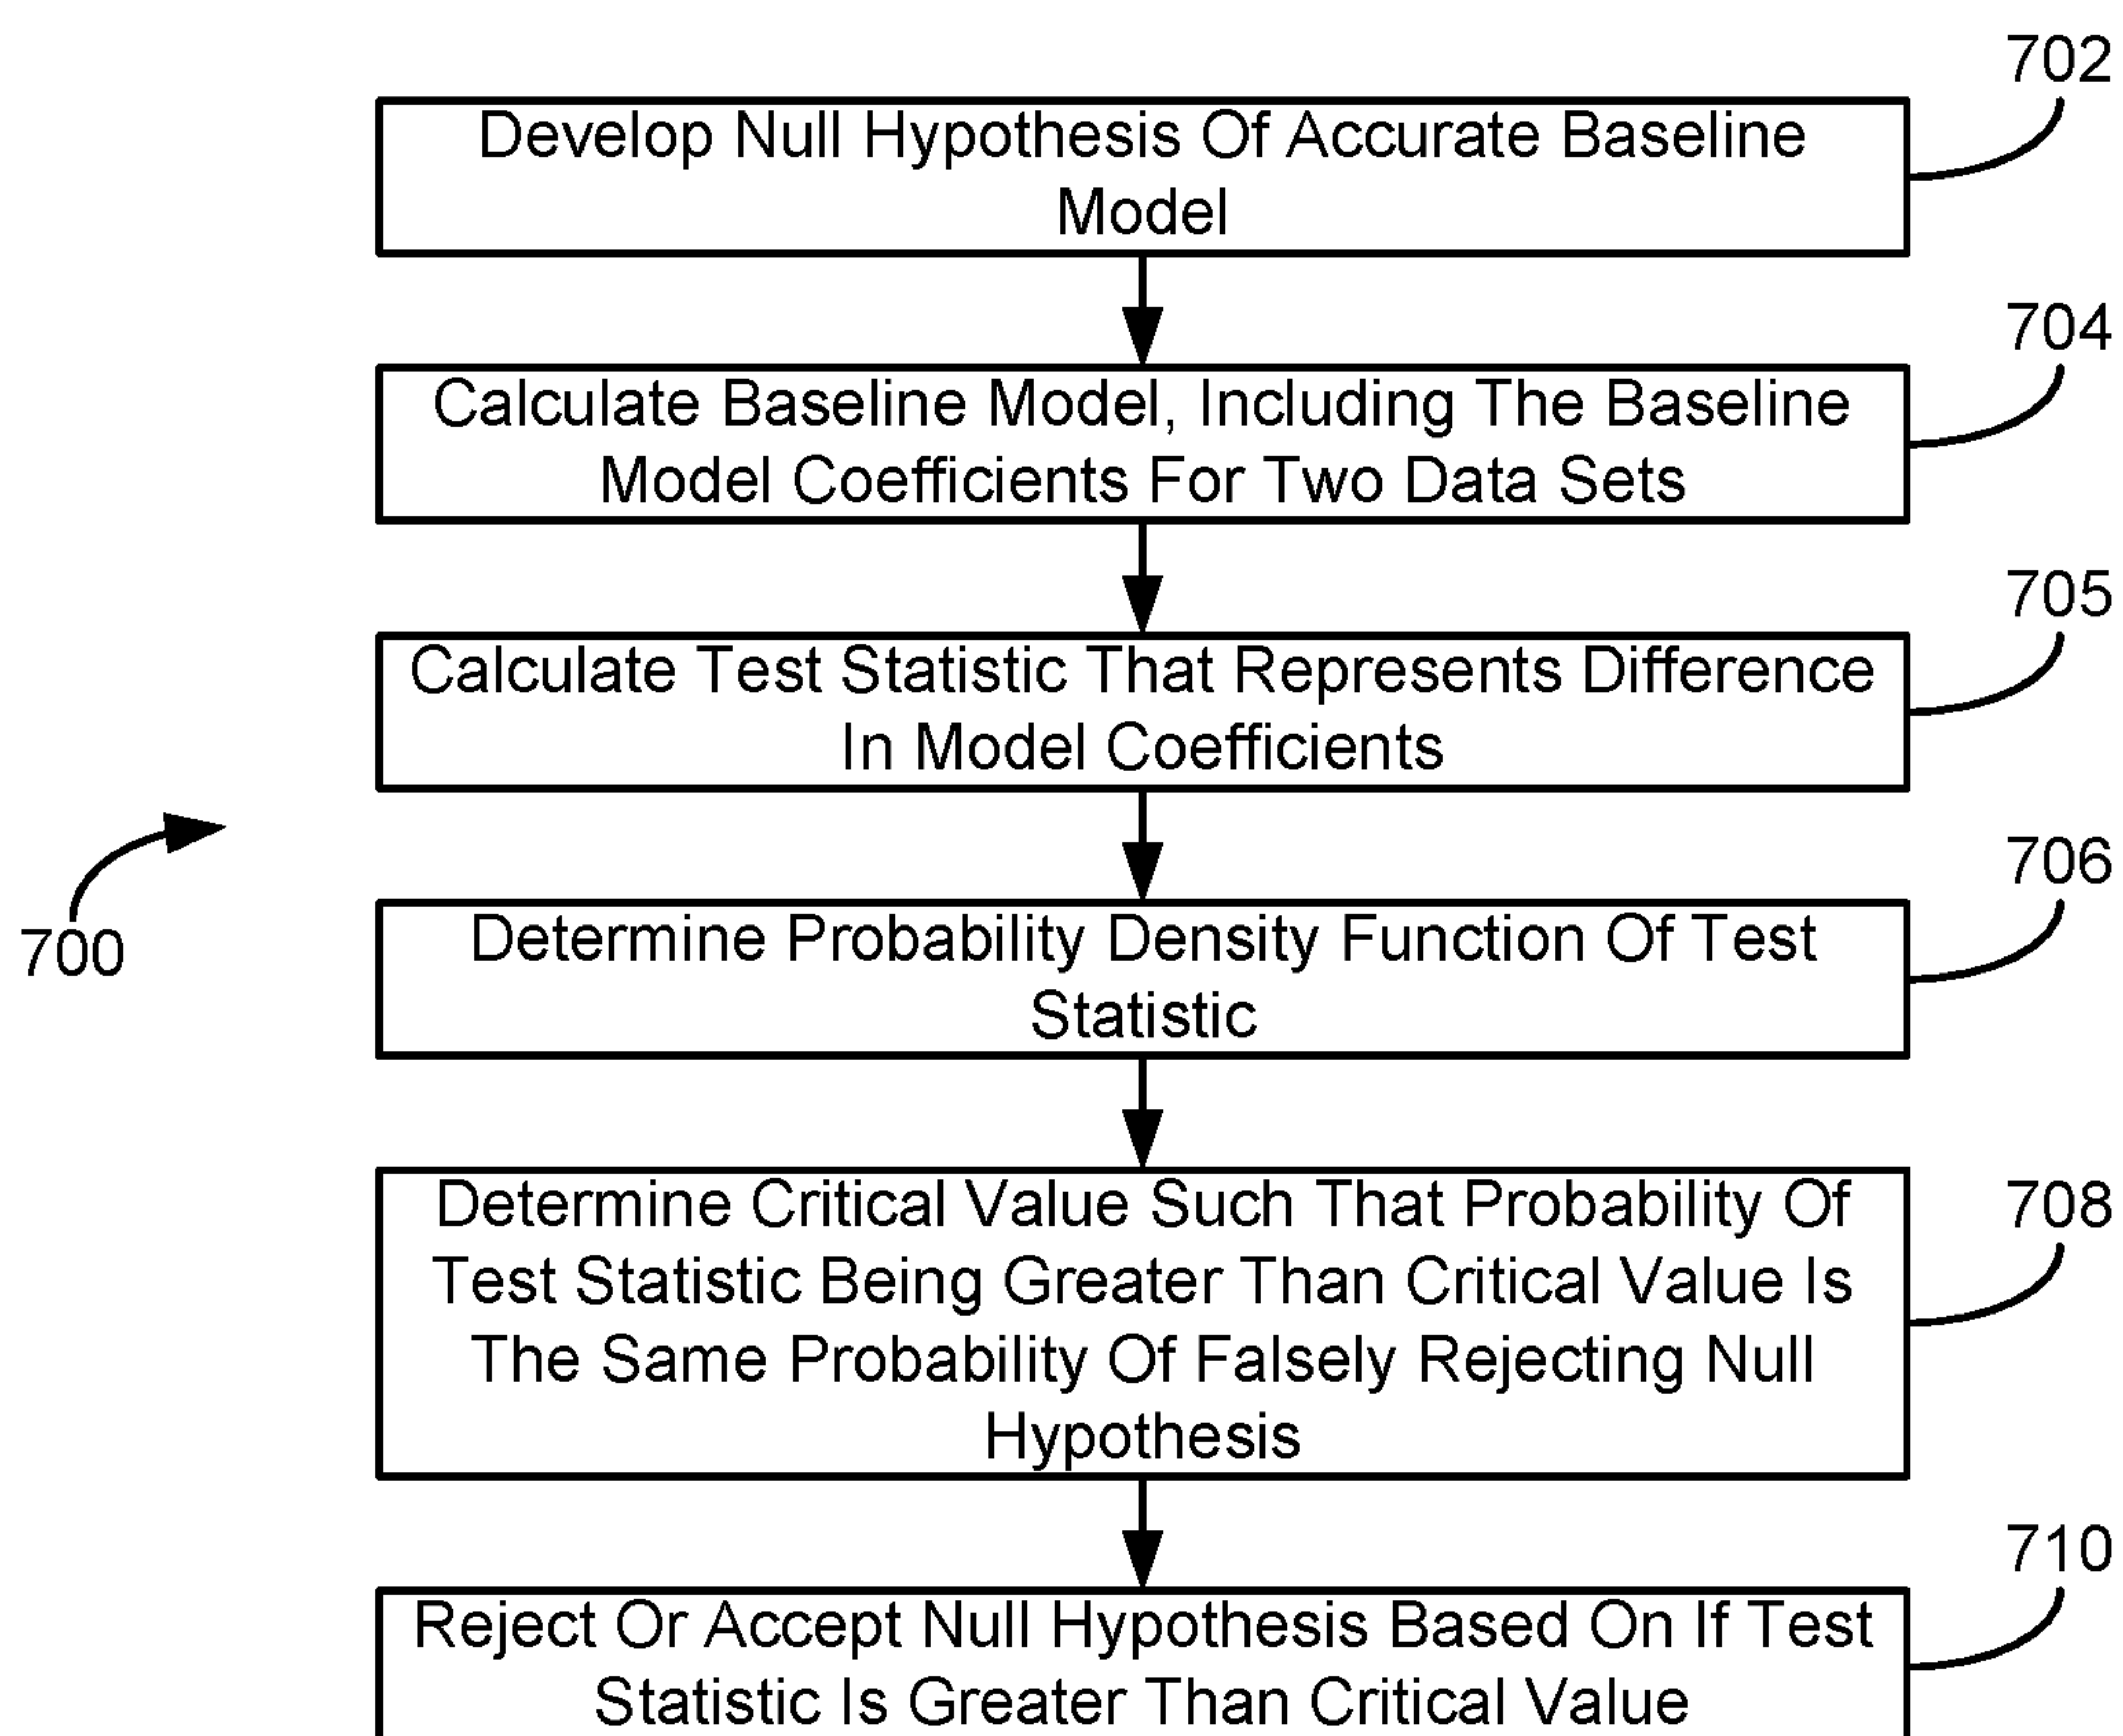 702
Develop Null Hypothesis Of Accurate Baseline
Model
704
Calculate Baseline Model, Including The Baseline
Model Coefficients For Two Data Sets
705
Calculate Test Statistic That Represents Difference
In Model Coefficients
700
706
Determine Probability Density Function Of Test
Statistic
708
Determine Critical Value Such That Probability Of
Test Statistic Being Greater Than Critical Value Is
The Same Probability Of Falsely Rejecting Null
Hypothesis
710
Reject Or Accept Null Hypothesis Based On If Test
Statistic Is Greater Than Critical Value